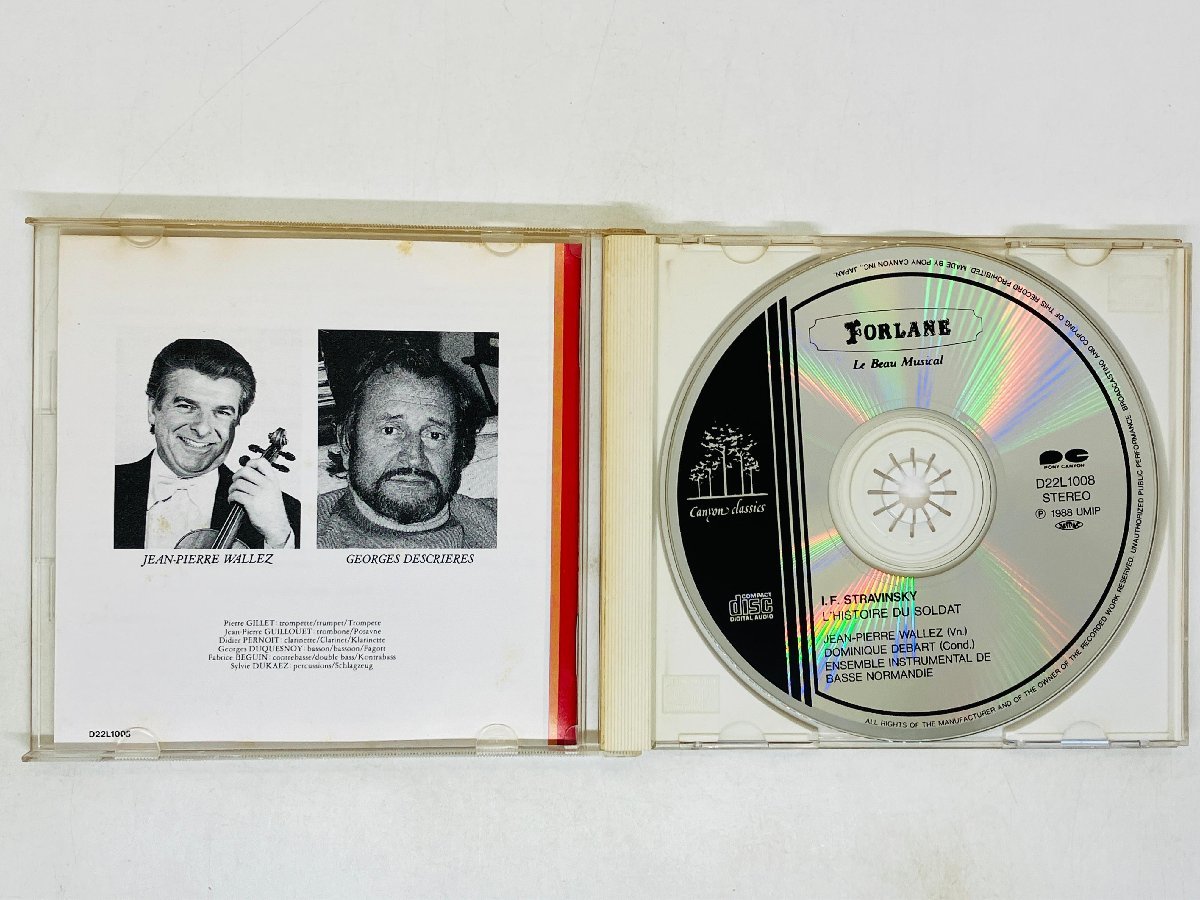 JEAN-PIERRE WALLEZ
GEORGES DESCRIERES
Pierre GILLET: trompette/trumpet/Trompete
Jean-Pierre GUILLOUET: trombone/Posavne
Didier PERNOIT: clarinette/Clarinet/Klarinette
Georges DUQUESNOY: basson/bassoon/Fagott
Fabrice BEGUIN: contrebasse/double bass/Kontrabass
Sylvie DUKAEZ: percussions/Schlagzeug
D22L1005
FORLANE
Le Beau Musical
Canyon classics
COMPACT
disc
DIGITAL AUDIO
PONY CANYON
D22L1008
STEREO
Ⓟ 1988 UMIP
I.F. STRAVINSKY
L'HISTOIRE DU SOLDAT
JEAN-PIERRE WALLEZ (Vn.)
DOMINIQUE DEBART (Cond.)
ENSEMBLE INSTRUMENTAL DE
BASSE NORMANDIE
ALL RIGHTS OF THE MANUFACTURER AND OF THE OWNER OF THE RECORDED WORK RESERVED. UNAUTHORIZED PUBLIC PERFORMANCE, BROADCASTING AND COPYING OF THIS RECORD PROHIBITED. MADE BY PONY CANYON INC., JAPAN.